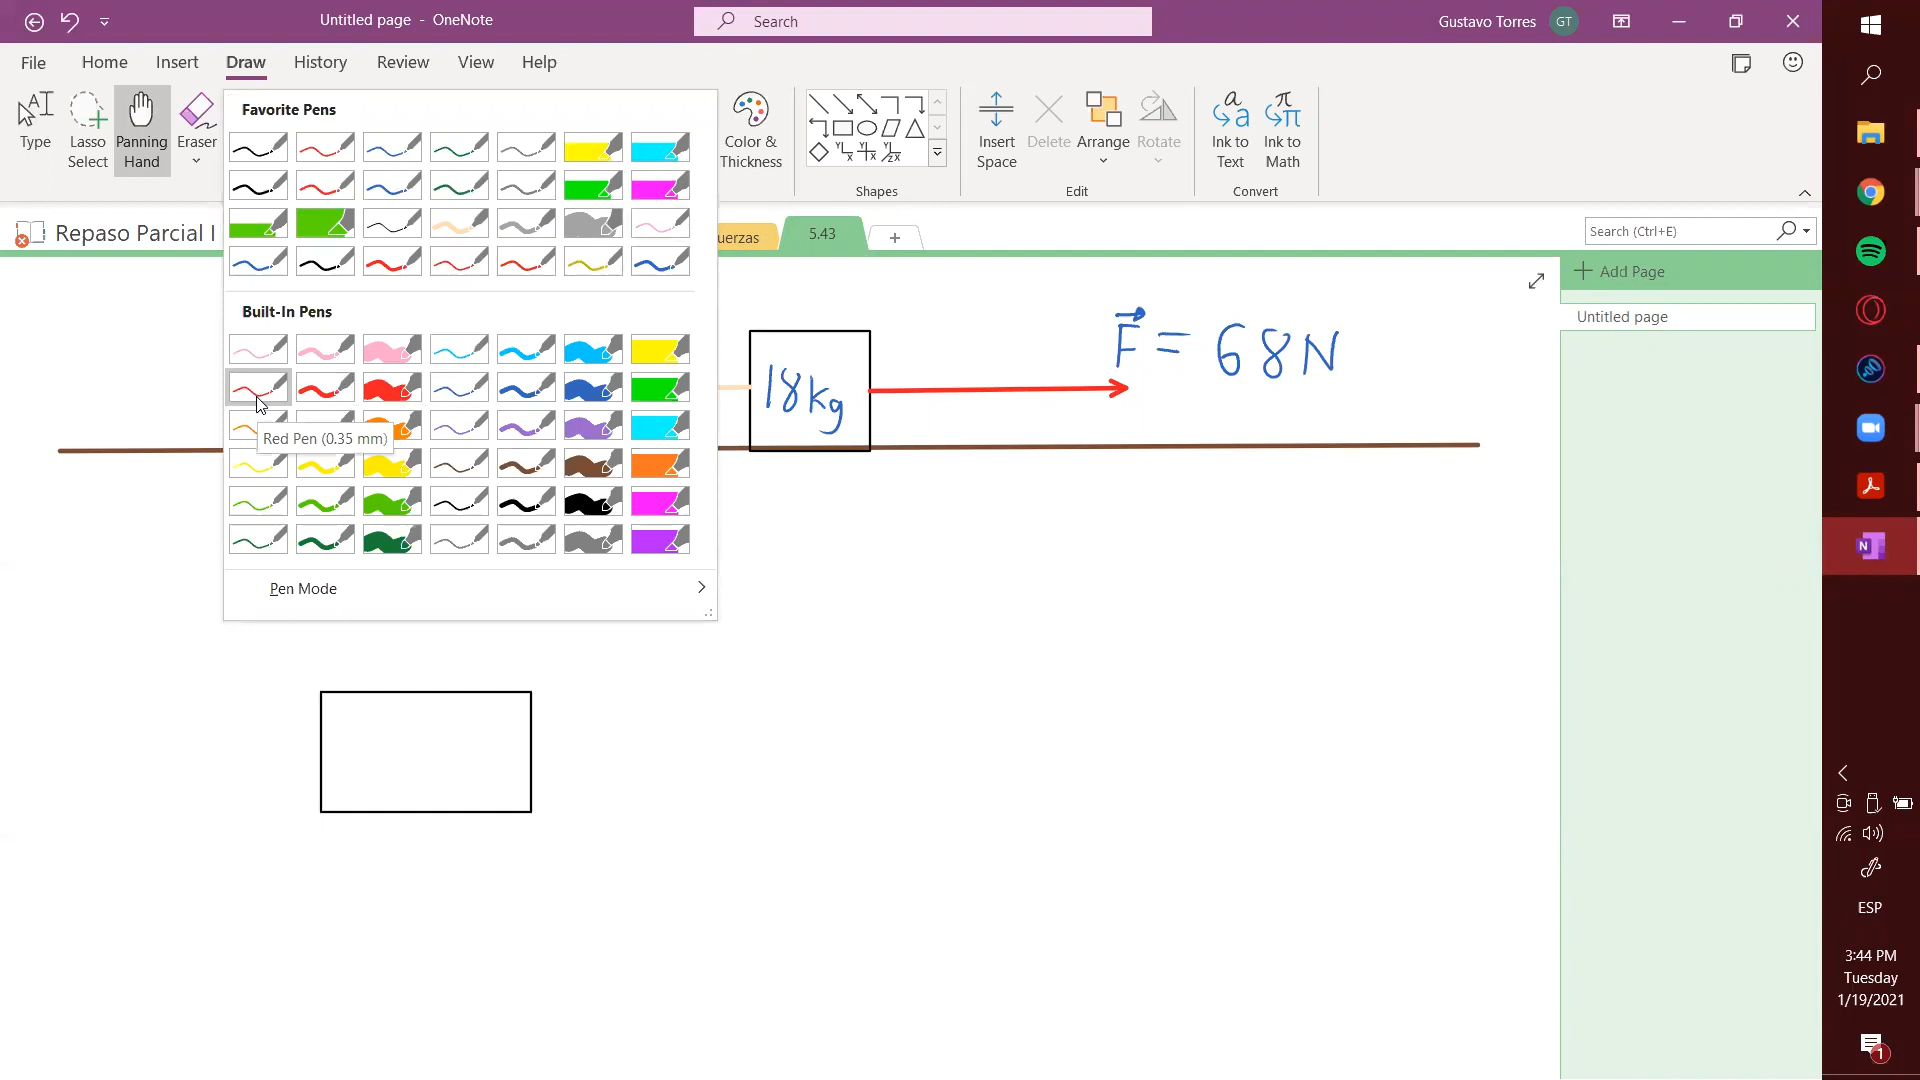 Untitled page - OneNote
Search
Gustavo Torres
GT
File
Home
Insert
Draw
History
Review
View
Help
Type
Lasso
Select
Panning
Hand
Eraser
Favorite Pens
Built-In Pens
Red Pen (0.35 mm)
Pen Mode
Color &
Thickness
Shapes
Insert
Space
Delete
Arrange
Rotate
Edit
Ink to
Text
Ink to
Math
Convert
Repaso Parcial I
uerzas
5.43
Search (Ctrl+E)
Add Page
Untitled page
18kg
F = 68N
ESP
3:44 PM
Tuesday
1/19/2021
1